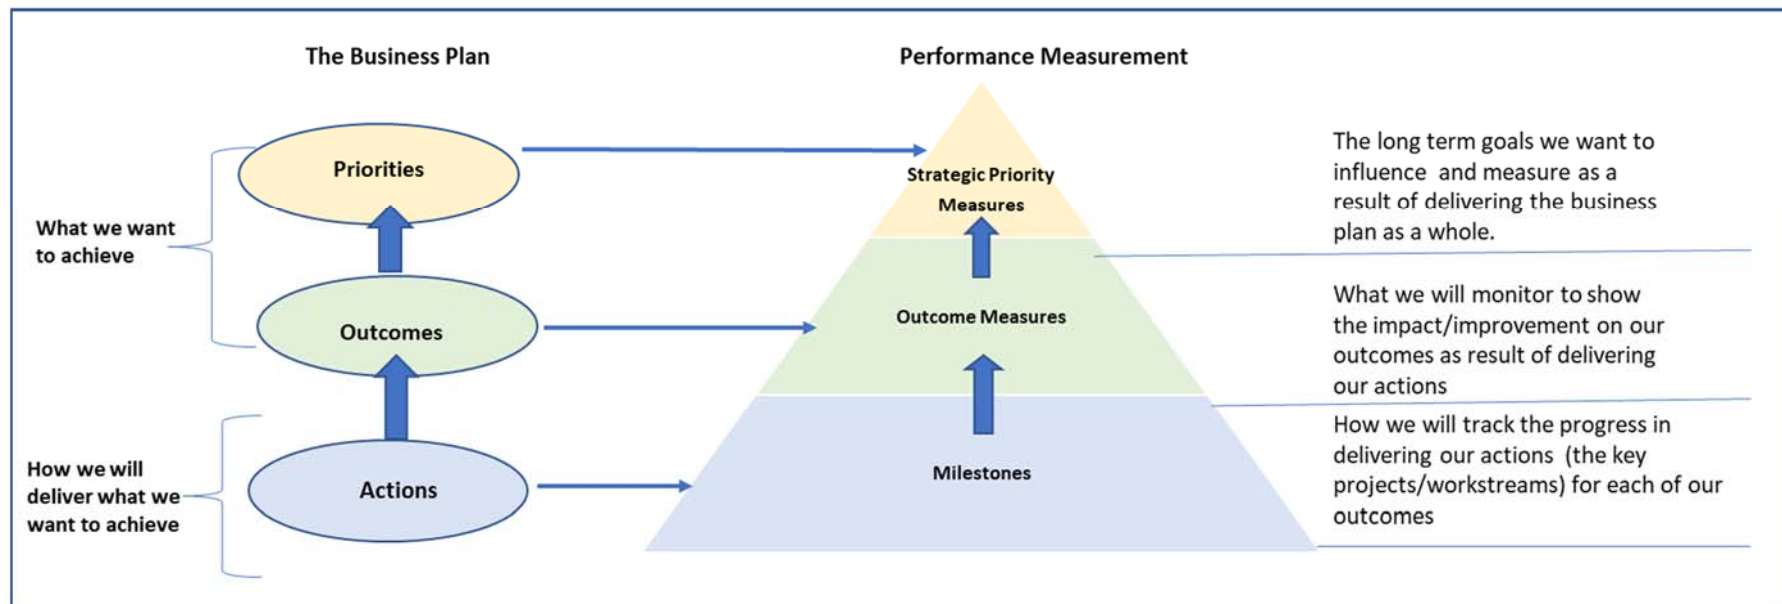 The Business Plan
Performance Measurement
Priorities
Outcomes
Actions
What we want
to achieve
How we will
deliver what we
want to achieve
Strategic Priority
Measures
Outcome Measures
Milestones
The long term goals we want to
influence and measure as a
result of delivering the business
plan as a whole.
What we will monitor to show
the impact/improvement on our
outcomes as result of delivering
our actions
How we will track the progress in
delivering our actions (the key
projects/workstreams) for each of our
outcomes